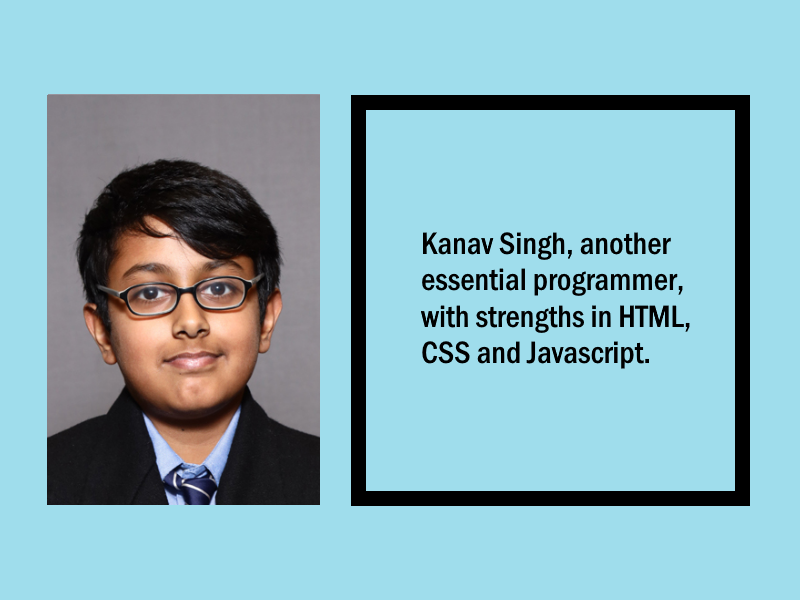 Kanav Singh, another
essential programmer,
with strengths in HTML,
CSS and Javascript.